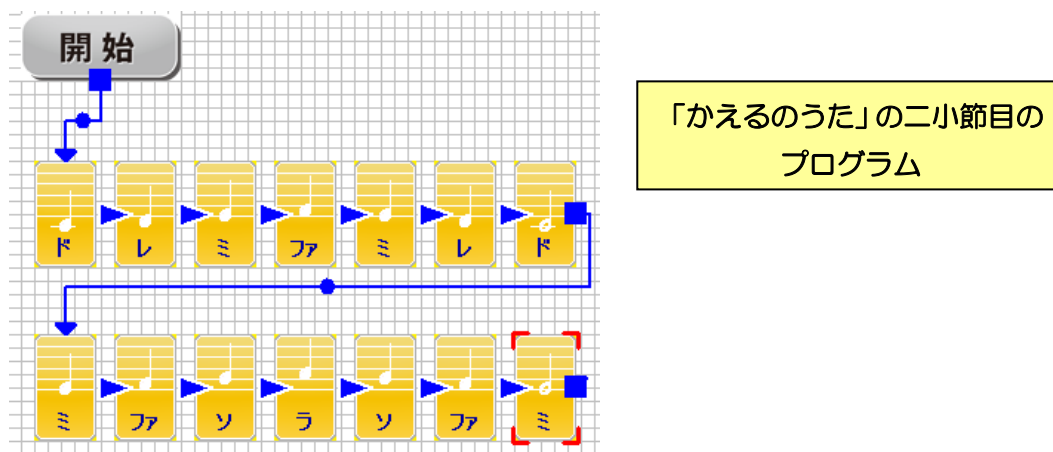 開始
「かえるのうた」の二小節目の
プログラム
ド レ ミ ファ ミ レ ド
ミ ファ ソ ラ ソ ファ ミ